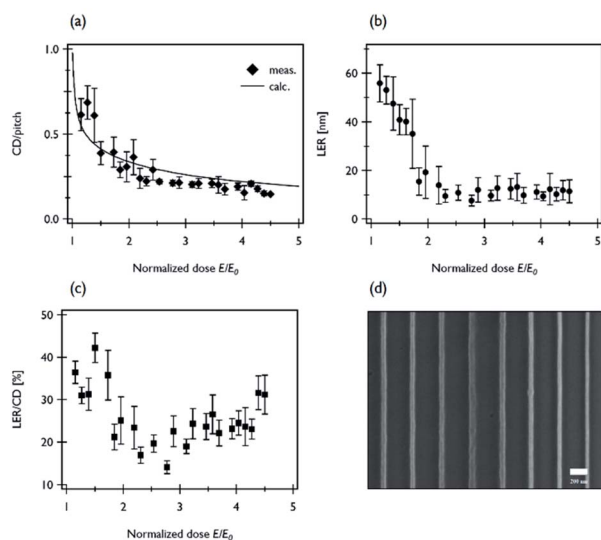 (a)
1.0
0.5
0.0
CD/pitch
meas.
calc.
1 2 3 4 5
Normalized dose E/E₀
(b)
60
40
20
0
LER [nm]
1 2 3 4 5
Normalized dose E/E₀
(c)
50
40
30
20
10
LER/CD [%]
1 2 3 4 5
Normalized dose E/E₀
(d)
200 nm